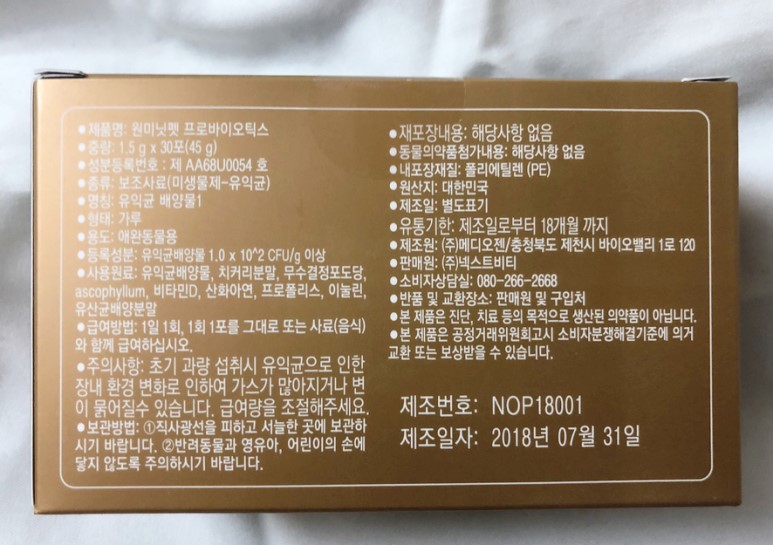 ●제품명: 원미닛펫 프로바이오틱스
●중량: 1.5 g x 30포(45 g)
●성분등록번호 : 제 AA68U0054 호
●종류: 보조사료(미생물제-유익균)
●명칭: 유익균 배양물1
●형태: 가루
●용도: 애완동물용
●등록성분: 유익균배양물 1.0 x 10^2 CFU/g 이상
●사용원료: 유익균배양물, 치커리분말, 무수결정포도당,
ascophyllum, 비타민D, 산화아연, 프로폴리스, 이눌린,
유산균배양분말
●급여방법: 1일 1회, 1회 1포를 그대로 또는 사료(음식)
와 함께 급여하십시오.
●주의사항: 초기 과량 섭취시 유익균으로 인한
장내 환경 변화로 인하여 가스가 많아지거나 변
이 묽어질수 있습니다. 급여량을 조절해주세요.
●보관방법: ①직사광선을 피하고 서늘한 곳에 보관하
시기 바랍니다. ②반려동물과 영유아, 어린이의 손에
닿지 않도록 주의하시기 바랍니다.
●재포장내용: 해당사항 없음
●동물의약품첨가내용: 해당사항 없음
●내포장재질: 폴리에틸렌 (PE)
●원산지: 대한민국
●제조일: 별도표기
●유통기한: 제조일로부터 18개월 까지
●제조원: (주)메디오젠/충청북도 제천시 바이오밸리 1로 120
●판매원: (주)넥스트비티
●소비자상담실: 080-266-2668
●반품 및 교환장소: 판매원 및 구입처
●본 제품은 진단, 치료 등의 목적으로 생산된 의약품이 아닙니다.
●본 제품은 공정거래위원회고시 소비자분쟁해결기준에 의거
교환 또는 보상받을 수 있습니다.
제조번호: NOP18001
제조일자: 2018년 07월 31일